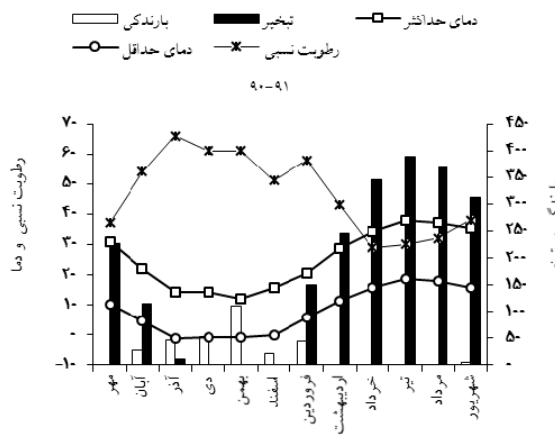 بارندگی تبخیر دمای حداکثر
دمای حداقل رطوبت نسبی
۹۰-۹۱
رطوبت نسبی و دما
۷۰
۶۰
۵۰
۴۰
۳۰
۲۰
۱۰
۰
-۱۰
۴۵۰
۴۰۰
۳۵۰
۳۰۰
۲۵۰
۲۰۰
۱۵۰
۱۰۰
۵۰
۰
مهر
آبان
آذر
دی
بهمن
اسفند
فروردین
اردیبهشت
خرداد
تیر
مرداد
شهریور